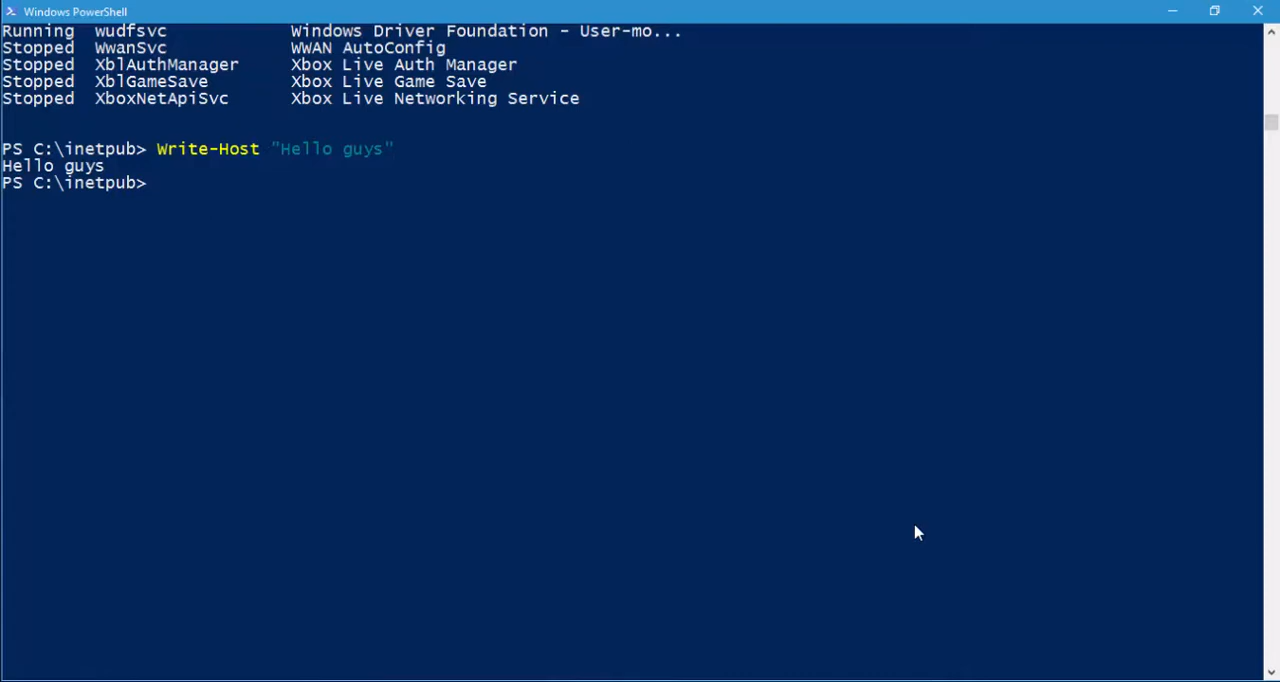 Windows PowerShell
Running  wudfsvc            Windows Driver Foundation - User-mo...
Stopped  WwanSvc            WWAN AutoConfig
Stopped  XblAuthManager     Xbox Live Auth Manager
Stopped  XblGameSave        Xbox Live Game Save
Stopped  XboxNetApiSvc      Xbox Live Networking Service
PS C:\inetpub> Write-Host "Hello guys"
Hello guys
PS C:\inetpub>